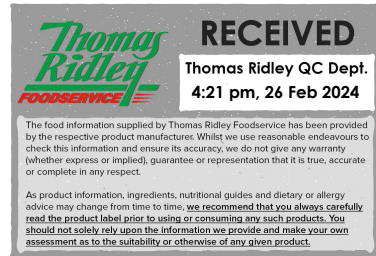 Thomas
Ridley
FOODSERVICE
RECEIVED
Thomas Ridley QC Dept.
4:21 pm, 26 Feb 2024
The food information supplied by Thomas Ridley Foodservice has been provided
by the respective product manufacturer. Whilst we use reasonable endeavours to
check this information and ensure its accuracy, we do not give any warranty
(whether express or implied), guarantee or representation that it is true, accurate
or complete in any respect.
As product information, ingredients, nutritional guides and dietary or allergy
advice may change from time to time, we recommend that you always carefully
read the product label prior to using or consuming any such products. You
should not solely rely upon the information we provide and make your own
assessment as to the suitability or otherwise of any given product.